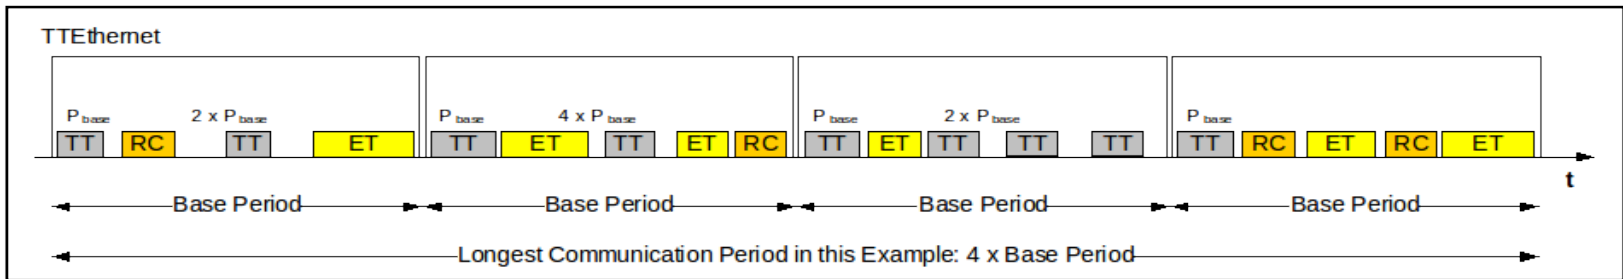 TTEthernet
P base 2 x P base P base 4 x P base P base 2 x P base P base
TT RC TT ET TT ET TT ET RC TT ET TT TT TT TT RC ET RC ET
t
Base Period Base Period Base Period Base Period
Longest Communication Period in this Example: 4 x Base Period